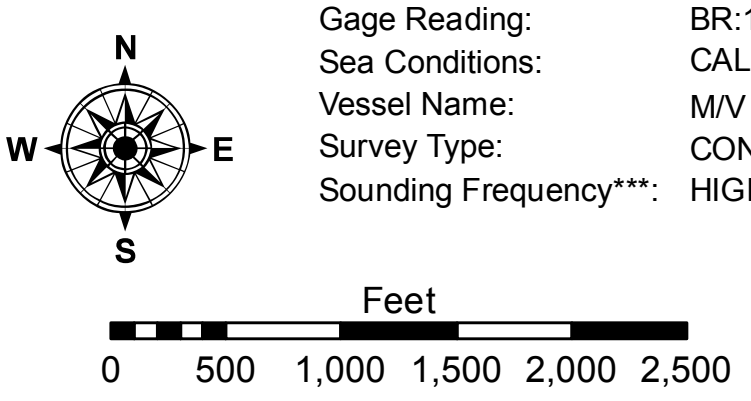 N
W E
S
Gage Reading: BR:1
Sea Conditions: CAL
Vessel Name: M/V
Survey Type: CON
Sounding Frequency***: HIGH
Feet
0 500 1,000 1,500 2,000 2,500